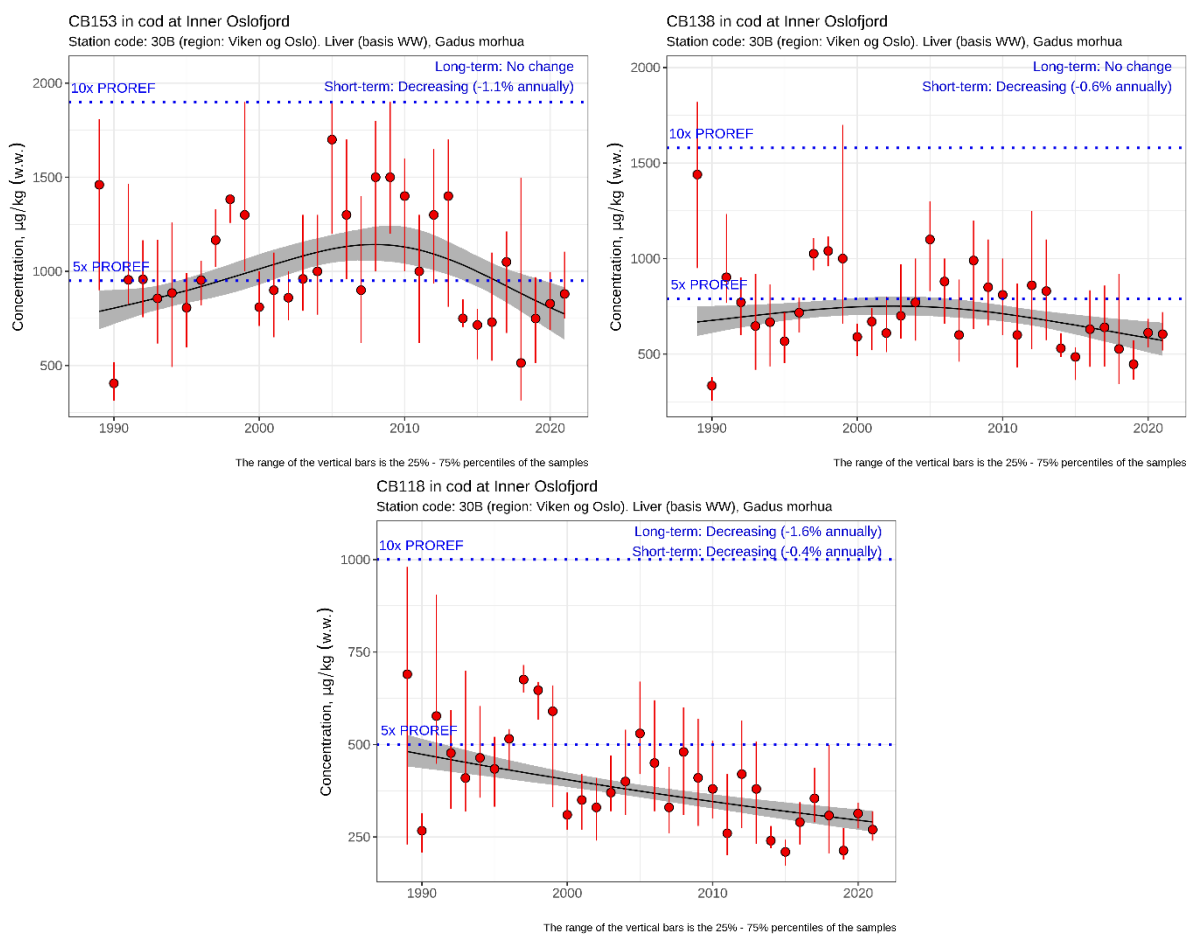 CB153 in cod at Inner Oslofjord
Station code: 30B (region: Viken og Oslo). Liver (basis WW), Gadus morhua
Long-term: No change
Short-term: Decreasing (-1.1% annually)
10x PROREF
5x PROREF
Concentration, µg/kg (w.w.)
2000
1500
1000
500
1990 2000 2010 2020
The range of the vertical bars is the 25% - 75% percentiles of the samples
CB138 in cod at Inner Oslofjord
Station code: 30B (region: Viken og Oslo). Liver (basis WW), Gadus morhua
Long-term: No change
Short-term: Decreasing (-0.6% annually)
10x PROREF
5x PROREF
Concentration, µg/kg (w.w.)
2000
1500
1000
500
1990 2000 2010 2020
The range of the vertical bars is the 25% - 75% percentiles of the samples
CB118 in cod at Inner Oslofjord
Station code: 30B (region: Viken og Oslo). Liver (basis WW), Gadus morhua
Long-term: Decreasing (-1.6% annually)
Short-term: Decreasing (-0.4% annually)
10x PROREF
5x PROREF
Concentration, µg/kg (w.w.)
1000
750
500
250
1990 2000 2010 2020
The range of the vertical bars is the 25% - 75% percentiles of the samples